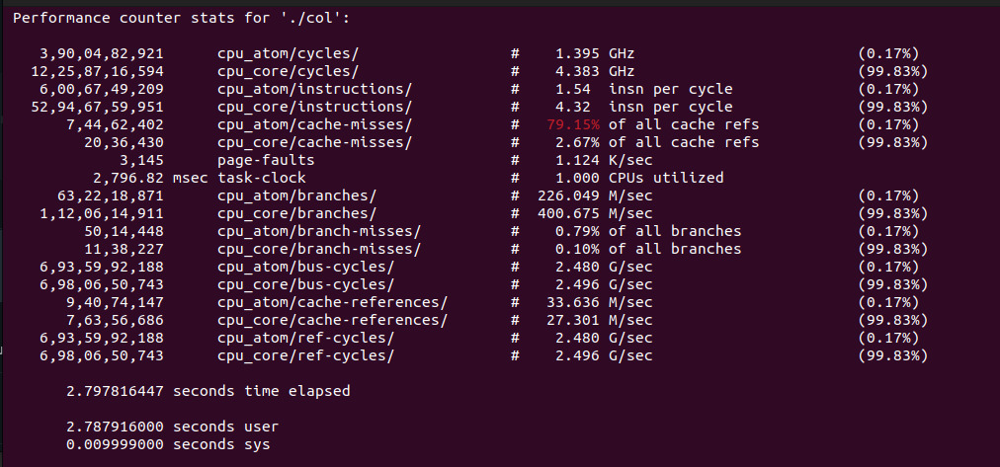 Performance counter stats for './col':
3,90,04,82,921 cpu_atom/cycles/ # 1.395 GHz (0.17%)
12,25,87,16,594 cpu_core/cycles/ # 4.383 GHz (99.83%)
6,00,67,49,209 cpu_atom/instructions/ # 1.54 insn per cycle (0.17%)
52,94,67,59,951 cpu_core/instructions/ # 4.32 insn per cycle (99.83%)
7,44,62,402 cpu_atom/cache-misses/ # 79.15% of all cache refs (0.17%)
20,36,430 cpu_core/cache-misses/ # 2.67% of all cache refs (99.83%)
3,145 page-faults # 1.124 K/sec
2,796.82 msec task-clock # 1.000 CPUs utilized
63,22,18,871 cpu_atom/branches/ # 226.049 M/sec (0.17%)
1,12,06,14,911 cpu_core/branches/ # 400.675 M/sec (99.83%)
50,14,448 cpu_atom/branch-misses/ # 0.79% of all branches (0.17%)
11,38,227 cpu_core/branch-misses/ # 0.10% of all branches (99.83%)
6,93,59,92,188 cpu_atom/bus-cycles/ # 2.480 G/sec (0.17%)
6,98,06,50,743 cpu_core/bus-cycles/ # 2.496 G/sec (99.83%)
9,40,74,147 cpu_atom/cache-references/ # 33.636 M/sec (0.17%)
7,63,56,686 cpu_core/cache-references/ # 27.301 M/sec (99.83%)
6,93,59,92,188 cpu_atom/ref-cycles/ # 2.480 G/sec (0.17%)
6,98,06,50,743 cpu_core/ref-cycles/ # 2.496 G/sec (99.83%)
2.797816447 seconds time elapsed
2.787916000 seconds user
0.009999000 seconds sys